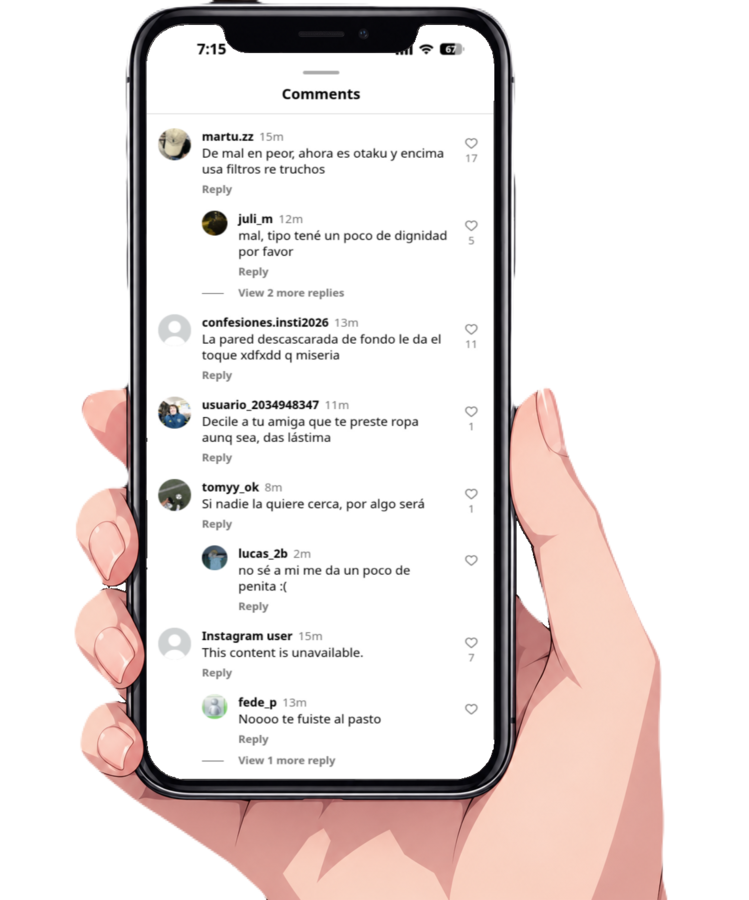 7:15
67
Comments
martu.zz 15m
De mal en peor, ahora es otaku y encima
usa filtros re truchos
17
Reply
juli_m 12m
mal, tipo tené un poco de dignidad
por favor
5
Reply
View 2 more replies
confesiones.insti2026 13m
La pared descascarada de fondo le da el
toque xdfxdd q miseria
11
Reply
usuario_2034948347 11m
Decile a tu amiga que te preste ropa
aunq sea, das lástima
1
Reply
tomyy_ok 8m
Si nadie la quiere cerca, por algo será
1
Reply
lucas_2b 2m
no sé a mi me da un poco de
penita :(
Reply
Instagram user 15m
This content is unavailable.
7
Reply
fede_p 13m
Noooo te fuiste al pasto
Reply
View 1 more reply